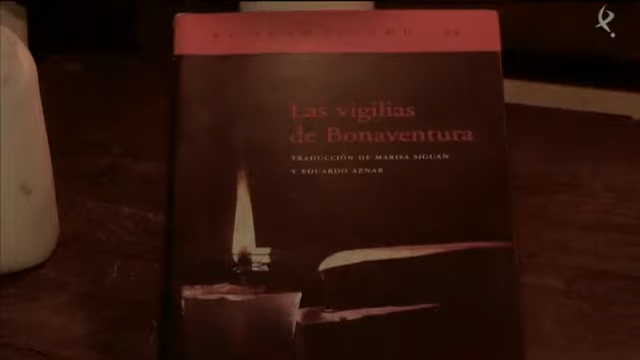 Las vigilias
de Bonaventura
TRADUCCIÓN DE MARISA SIGUAN
Y EDUARDO AZNAR